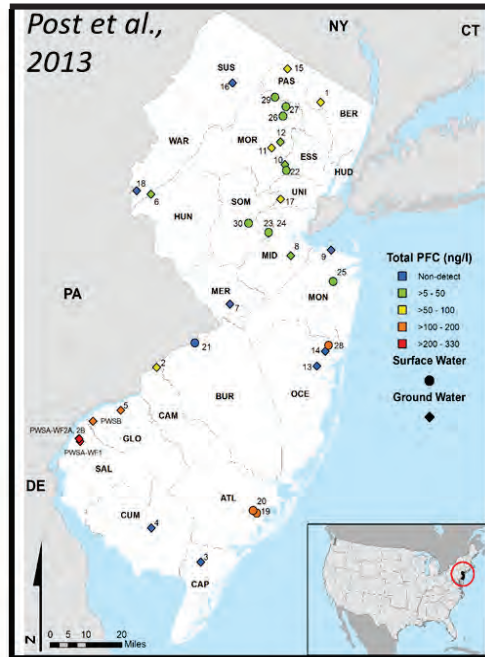 Post et al.,
2013
NY
CT
SUS
PAS
15
16
1
29
27
26
BER
WAR
MOR
12
11
ESS
10
22
HUD
18
6
UNI
17
HUN
SOM
30
23, 24
MID
8
9
25
MON
PA
MER
7
Total PFC (ng/l)
Non-detect
>5 - 50
>50 - 100
>100 - 200
>200 - 330
Surface Water
Ground Water
21
14
28
13
OCE
2
BUR
CAM
5
PWSB
GLO
PWSA-WF2A, 2B
PWSA-WF1
SAL
DE
ATL
20
19
CUM
4
3
CAP
N
0 5 10 20
Miles